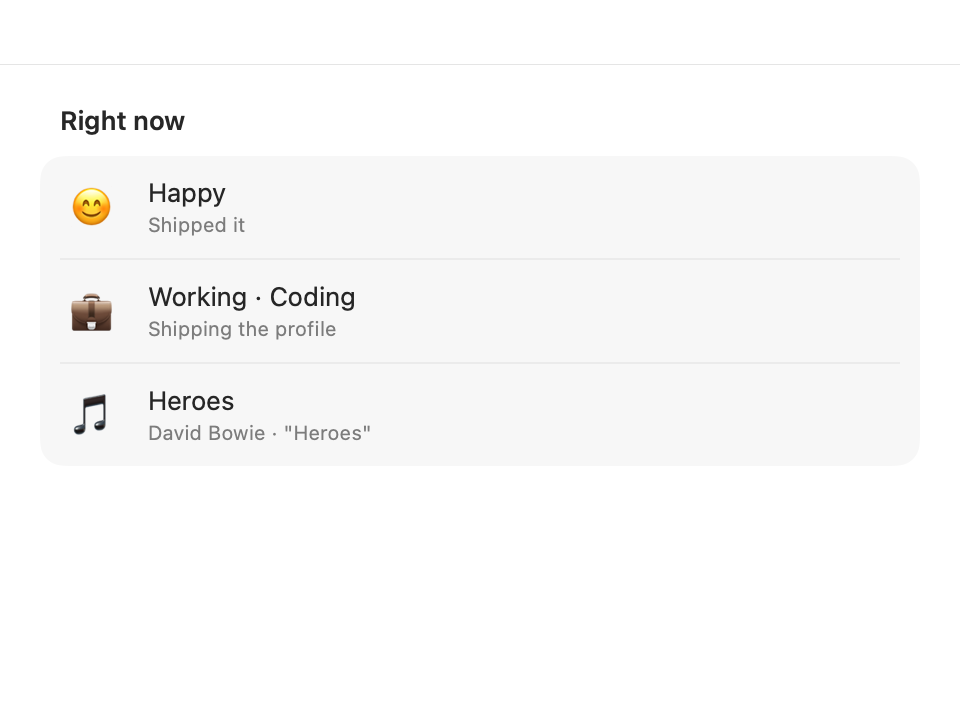 Right now
Happy
Shipped it
Working · Coding
Shipping the profile
Heroes
David Bowie · "Heroes"